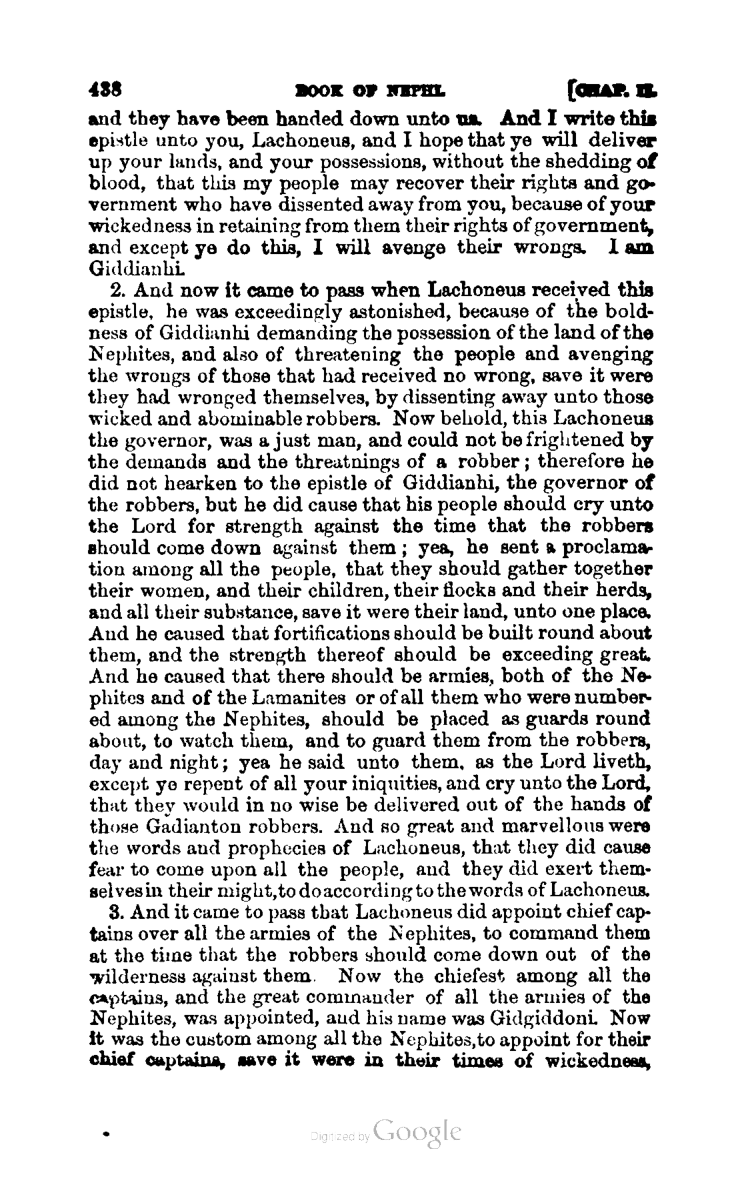 438 BOOK OF NEPHI. [CHAP. II.
and they have been handed down unto us. And I write this
epistle unto you, Lachoneus, and I hope that ye will deliver
up your lands, and your possessions, without the shedding of
blood, that this my people may recover their rights and go-
vernment who have dissented away from you, because of your
wickedness in retaining from them their rights of government,
and except ye do this, I will avenge their wrongs. I am
Giddianhi.
2. And now it came to pass when Lachoneus received this
epistle, he was exceedingly astonished, because of the bold-
ness of Giddianhi demanding the possession of the land of the
Nephites, and also of threatening the people and avenging
the wrongs of those that had received no wrong, save it were
they had wronged themselves, by dissenting away unto those
wicked and abominable robbers. Now behold, this Lachoneus
the governor, was a just man, and could not be frightened by
the demands and the threatnings of a robber; therefore he
did not hearken to the epistle of Giddianhi, the governor of
the robbers, but he did cause that his people should cry unto
the Lord for strength against the time that the robbers
should come down against them; yea, he sent a proclama-
tion among all the people, that they should gather together
their women, and their children, their flocks and their herds,
and all their substance, save it were their land, unto one place.
And he caused that fortifications should be built round about
them, and the strength thereof should be exceeding great.
And he caused that there should be armies, both of the Ne-
phites and of the Lamanites or of all them who were number-
ed among the Nephites, should be placed as guards round
about, to watch them, and to guard them from the robbers,
day and night; yea he said unto them, as the Lord liveth,
except ye repent of all your iniquities, and cry unto the Lord,
that they would in no wise be delivered out of the hands of
those Gadianton robbers. And so great and marvellous were
the words and prophecies of Lachoneus, that they did cause
fear to come upon all the people, and they did exert them-
selves in their might, to do according to the words of Lachoneus.
3. And it came to pass that Lachoneus did appoint chief cap-
tains over all the armies of the Nephites, to command them
at the time that the robbers should come down out of the
wilderness against them. Now the chiefest among all the
captains, and the great commander of all the armies of the
Nephites, was appointed, and his name was Gidgiddoni. Now
it was the custom among all the Nephites, to appoint for their
chief captains, save it were in their times of wickedness,
Digitized by Google